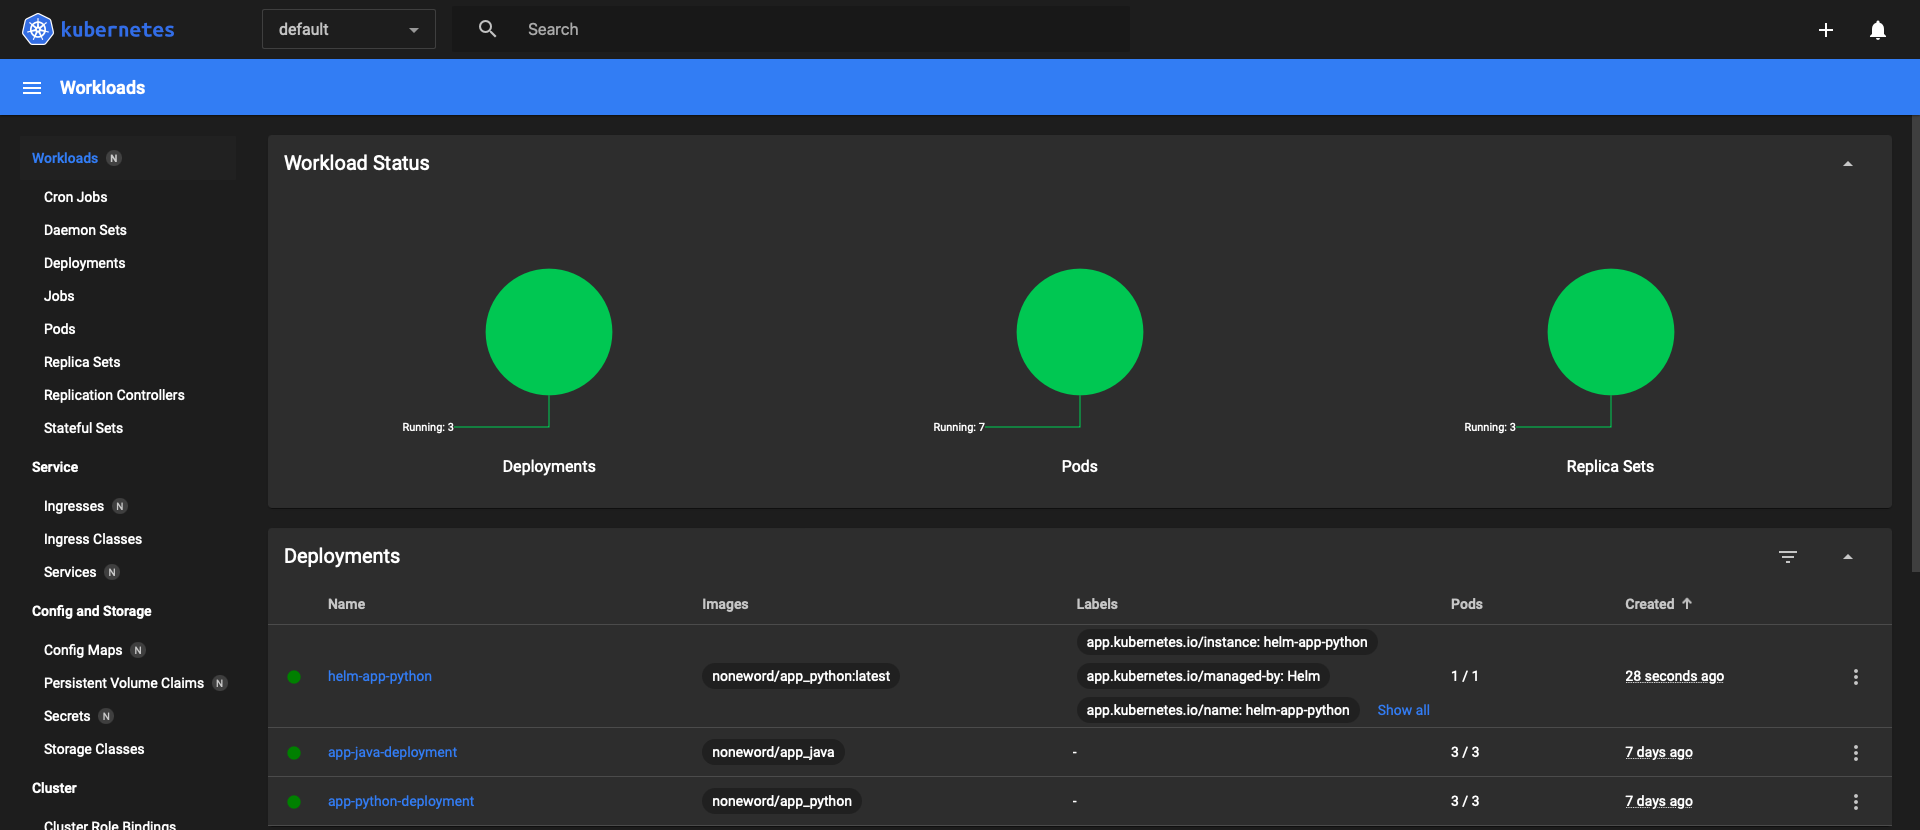 kubernetes
default
Search
Workloads
Workloads N
Cron Jobs
Daemon Sets
Deployments
Jobs
Pods
Replica Sets
Replication Controllers
Stateful Sets
Service
Ingresses N
Ingress Classes
Services N
Config and Storage
Config Maps N
Persistent Volume Claims N
Secrets N
Storage Classes
Cluster
Cluster Role Bindings
Workload Status
Running: 3
Deployments
Running: 7
Pods
Running: 3
Replica Sets
Deployments
Name Images Labels Pods Created
app.kubernetes.io/instance: helm-app-python
helm-app-python noneword/app_python:latest app.kubernetes.io/managed-by: Helm 1 / 1 28 seconds ago
app.kubernetes.io/name: helm-app-python Show all
app-java-deployment noneword/app_java - 3 / 3 7 days ago
app-python-deployment noneword/app_python - 3 / 3 7 days ago